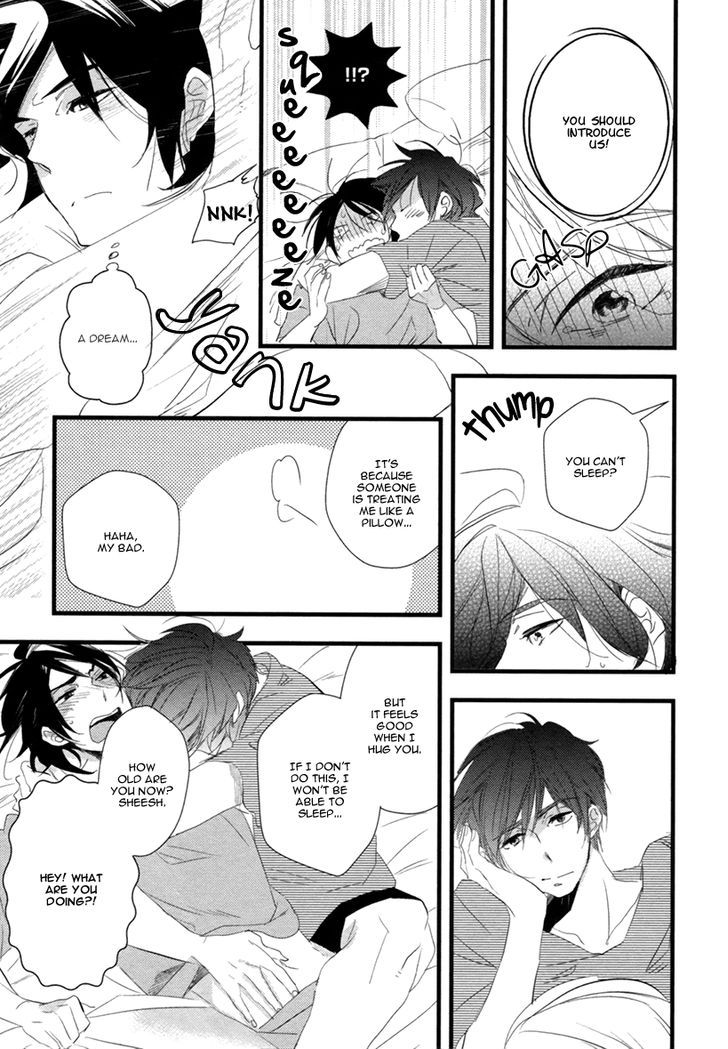 YOU SHOULD
INTRODUCE
US!
GASP
!!?
squeeeeeeze
NNK!
A DREAM...
Yank
thump
YOU CAN'T
SLEEP?
IT'S
BECAUSE
SOMEONE
IS TREATING
ME LIKE A
PILLOW...
HAHA,
MY BAD.
BUT
IT FEELS
GOOD
WHEN I
HUG YOU.
IF I DON'T
DO THIS, I
WON'T BE
ABLE TO
SLEEP...
HOW
OLD ARE
YOU NOW?
SHEESH.
HEY! WHAT
ARE YOU
DOING?!